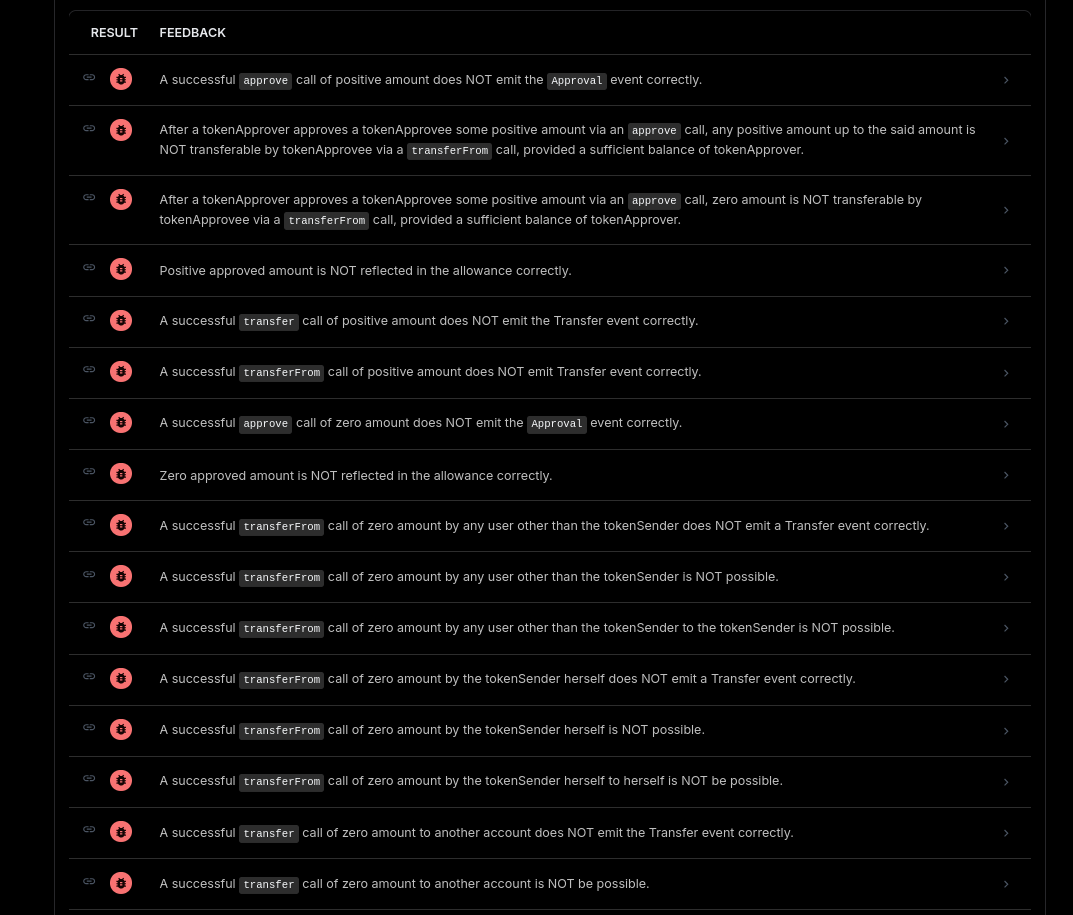 RESULT FEEDBACK
A successful approve call of positive amount does NOT emit the Approval event correctly.
After a tokenApprover approves a tokenApprovee some positive amount via an approve call, any positive amount up to the said amount is
NOT transferable by tokenApprovee via a transferFrom call, provided a sufficient balance of tokenApprover.
After a tokenApprover approves a tokenApprovee some positive amount via an approve call, zero amount is NOT transferable by
tokenApprovee via a transferFrom call, provided a sufficient balance of tokenApprover.
Positive approved amount is NOT reflected in the allowance correctly.
A successful transfer call of positive amount does NOT emit the Transfer event correctly.
A successful transferFrom call of positive amount does NOT emit Transfer event correctly.
A successful approve call of zero amount does NOT emit the Approval event correctly.
Zero approved amount is NOT reflected in the allowance correctly.
A successful transferFrom call of zero amount by any user other than the tokenSender does NOT emit a Transfer event correctly.
A successful transferFrom call of zero amount by any user other than the tokenSender is NOT possible.
A successful transferFrom call of zero amount by any user other than the tokenSender to the tokenSender is NOT possible.
A successful transferFrom call of zero amount by the tokenSender herself does NOT emit a Transfer event correctly.
A successful transferFrom call of zero amount by the tokenSender herself is NOT possible.
A successful transferFrom call of zero amount by the tokenSender herself to herself is NOT be possible.
A successful transfer call of zero amount to another account does NOT emit the Transfer event correctly.
A successful transfer call of zero amount to another account is NOT be possible.